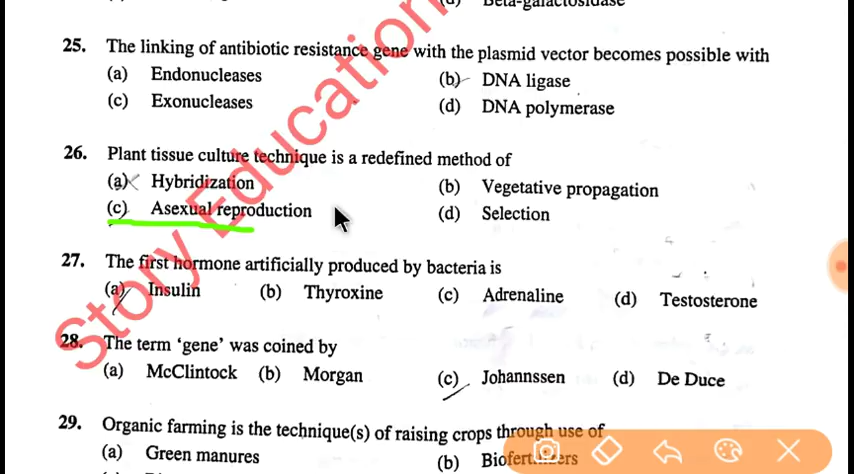 (d) Beta-galactosidase
25. The linking of antibiotic resistance gene with the plasmid vector becomes possible with
(a) Endonucleases (b) DNA ligase
(c) Exonucleases (d) DNA polymerase
26. Plant tissue culture technique is a redefined method of
(a) Hybridization (b) Vegetative propagation
(c) Asexual reproduction (d) Selection
27. The first hormone artificially produced by bacteria is
(a) Insulin (b) Thyroxine (c) Adrenaline (d) Testosterone
28. The term ‘gene’ was coined by
(a) McClintock (b) Morgan (c) Johannssen (d) De Duce
29. Organic farming is the technique(s) of raising crops through use of
(a) Green manures (b) Biofertilizers
Story Education